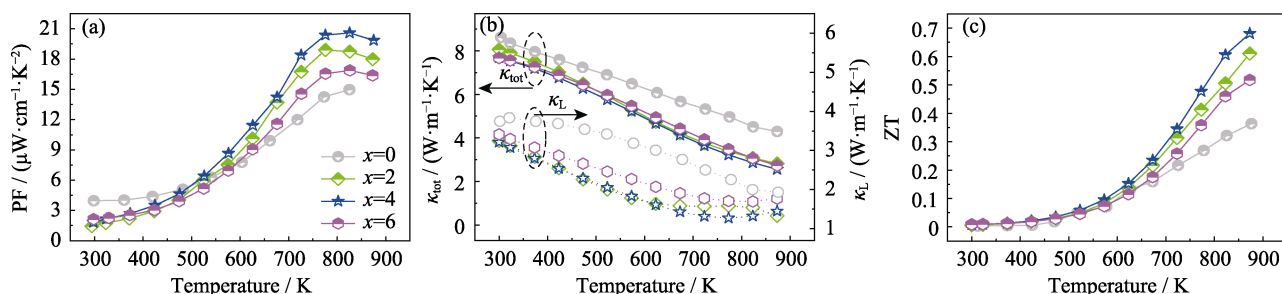 (a)
PF / (μW·cm⁻¹·K⁻²)
21
18
15
12
9
6
3
0
x=0
x=2
x=4
x=6
300 400 500 600 700 800 900
Temperature / K
(b)
κtot / (W·m⁻¹·K⁻¹)
8
6
4
2
0
κtot
κL
6
5
4
3
2
1
κL / (W·m⁻¹·K⁻¹)
300 400 500 600 700 800 900
Temperature / K
(c)
ZT
0.7
0.6
0.5
0.4
0.3
0.2
0.1
0
300 400 500 600 700 800 900
Temperature / K